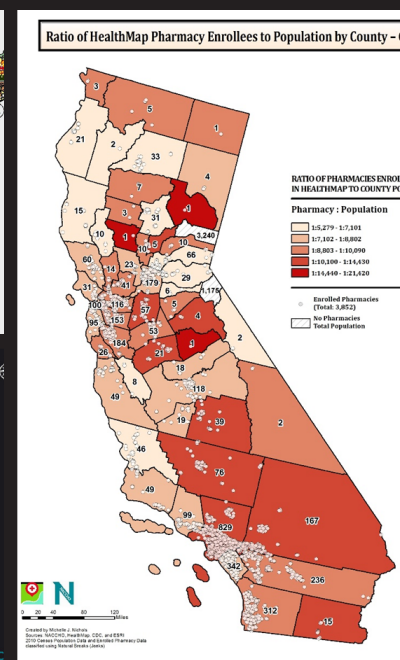 Ratio of HealthMap Pharmacy Enrollees to Population by County –
3
5
1
21
2
33
4
7
15
3
31
1
10
1
3,240
10
5
10
60
23
66
14
179
29
31
41
6
1,175
100
116
57
5
4
95
153
53
2
184
1
26
21
18
8
118
49
19
39
2
46
76
49
167
99
829
342
236
312
15
RATIO OF PHARMACIES ENROL
IN HEALTHMAP TO COUNTY PO
Pharmacy : Population
1:5,279 - 1:7,101
1:7,102 - 1:8,802
1:8,803 - 1:10,090
1:10,100 - 1:14,430
1:14,440 - 1:21,420
Enrolled Pharmacies
(Total: 3,852)
No Pharmacies
Total Population
N
0 20 40 80 120
Miles
Created by Michelle J. Nichols
Sources: NACCHO, HealthMap, CDC, and ESRI
2010 Census Population Data and Enrolled Pharmacy Data
classified using Natural Breaks (Jenks)